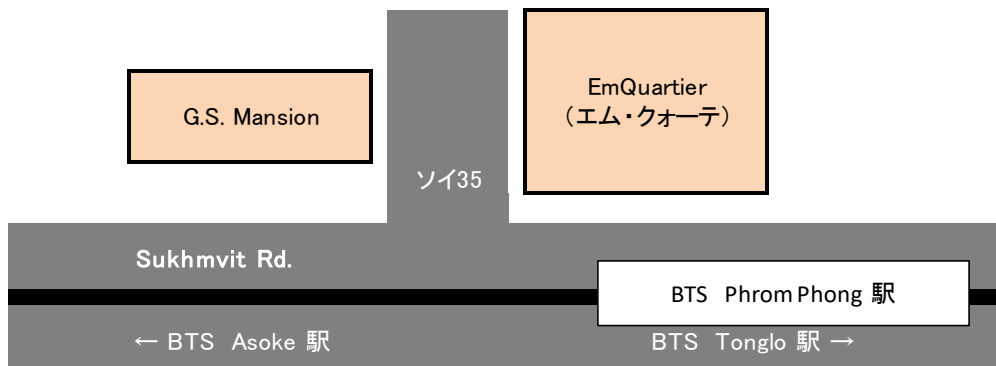 EmQuartier
（エム・クォーテ）
G.S. Mansion
ソイ35
Sukhmvit Rd.
BTS Phrom Phong 駅
← BTS Asoke 駅
BTS Tonglo 駅 →